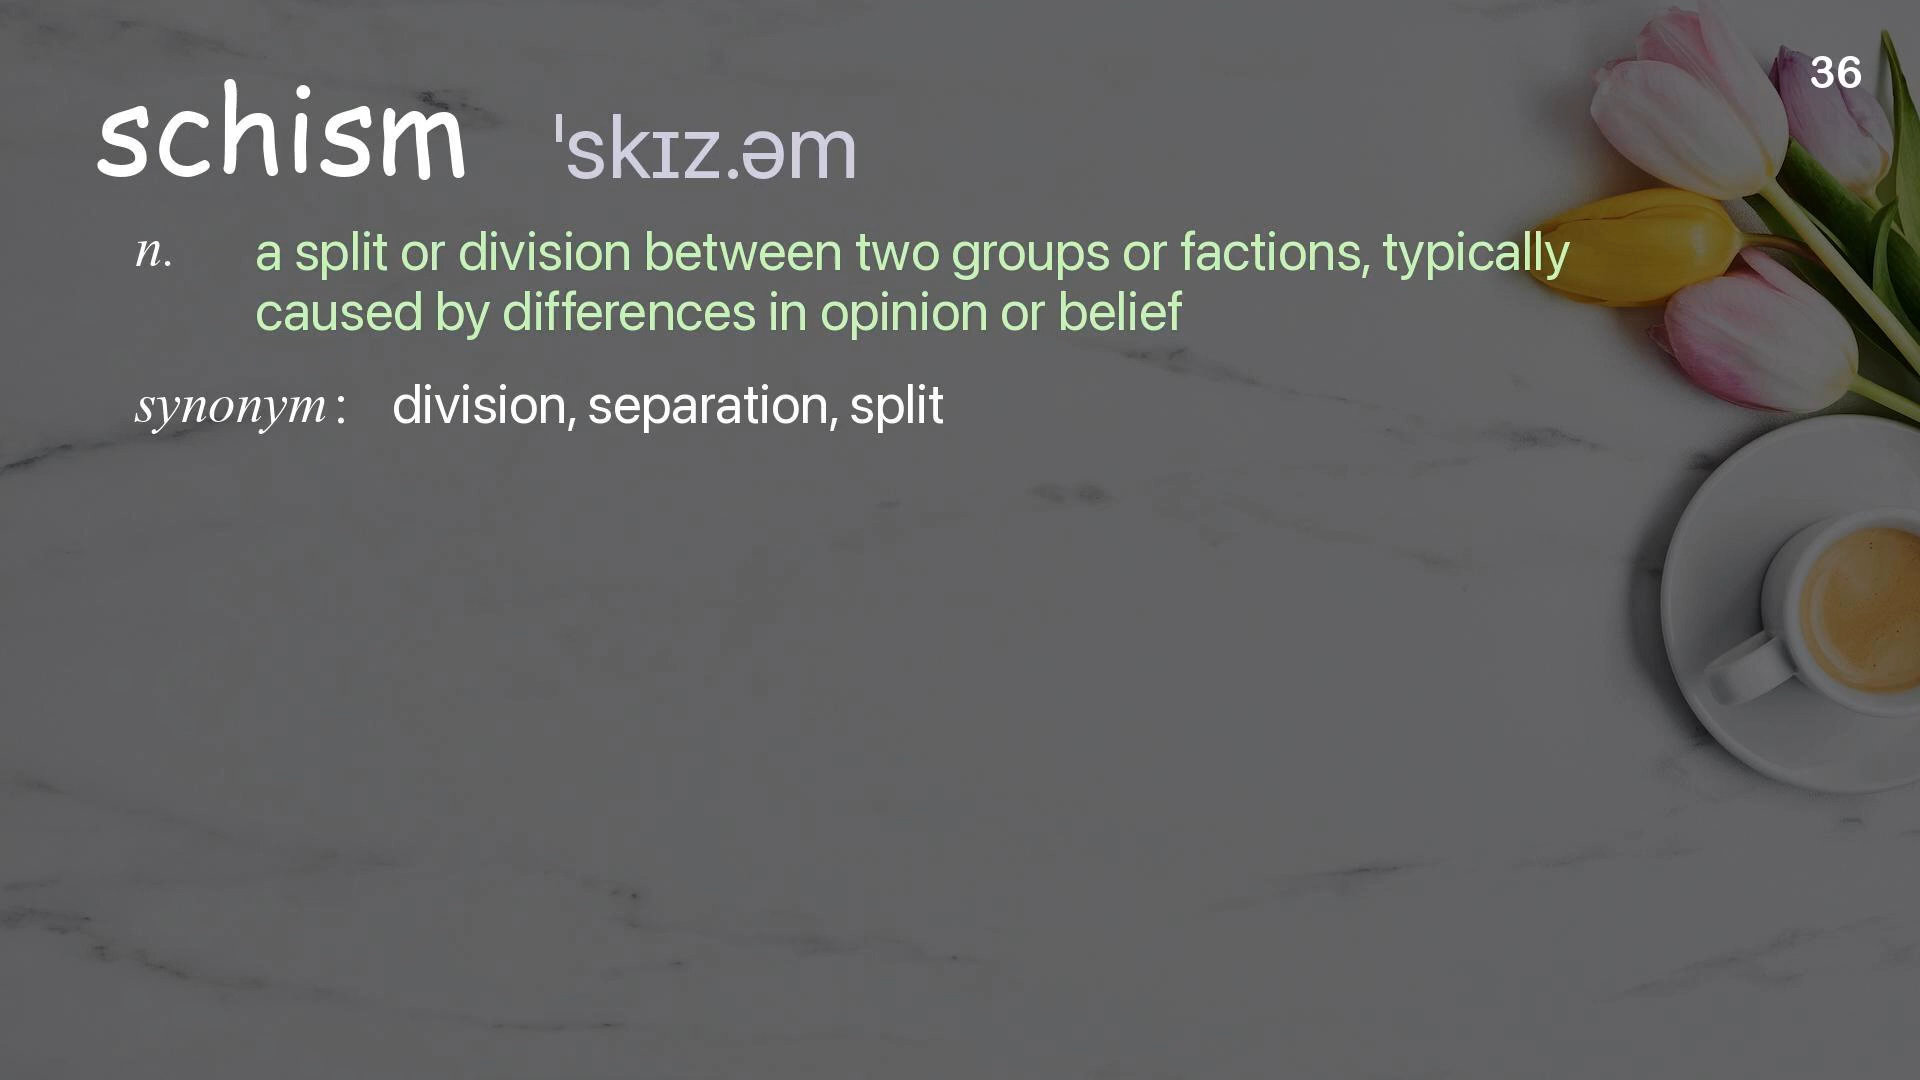 36
schism ˈskɪz.əm
n. a split or division between two groups or factions, typically
caused by differences in opinion or belief
synonym: division, separation, split